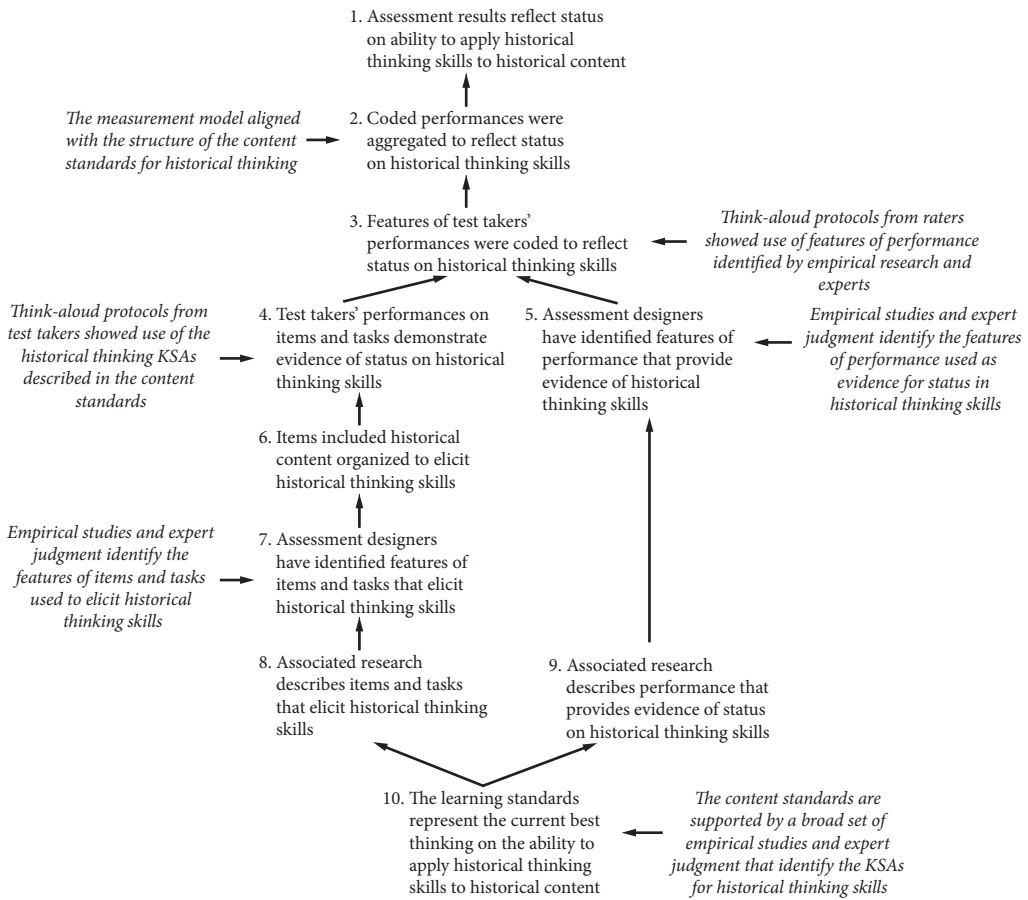 1. Assessment results reflect status
on ability to apply historical
thinking skills to historical content
The measurement model aligned
with the structure of the content
standards for historical thinking
2. Coded performances were
aggregated to reflect status
on historical thinking skills
3. Features of test takers’
performances were coded to reflect
status on historical thinking skills
Think-aloud protocols from raters
showed use of features of performance
identified by empirical research and
experts
Think-aloud protocols from
test takers showed use of the
historical thinking KSAs
described in the content
standards
4. Test takers’ performances on
items and tasks demonstrate
evidence of status on historical
thinking skills
5. Assessment designers
have identified features of
performance that provide
evidence of historical
thinking skills
Empirical studies and expert
judgment identify the features
of performance used as
evidence for status in
historical thinking skills
6. Items included historical
content organized to elicit
historical thinking skills
Empirical studies and expert
judgment identify the
features of items and tasks
used to elicit historical
thinking skills
7. Assessment designers
have identified features of
items and tasks that elicit
historical thinking skills
8. Associated research
describes items and tasks
that elicit historical thinking
skills
9. Associated research
describes performance that
provides evidence of status
on historical thinking skills
10. The learning standards
represent the current best
thinking on the ability to
apply historical thinking
skills to historical content
The content standards are
supported by a broad set of
empirical studies and expert
judgment that identify the KSAs
for historical thinking skills